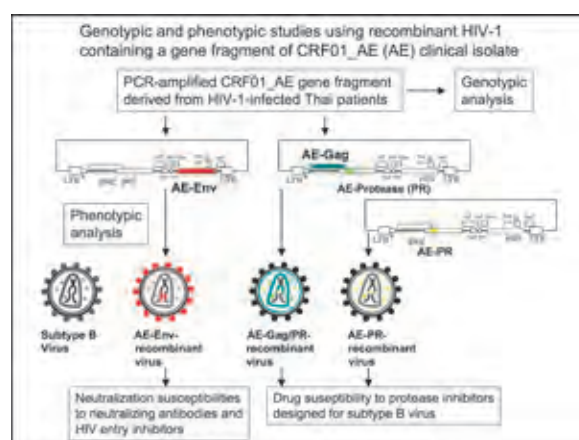 Genotypic and phenotypic studies using recombinant HIV-1
containing a gene fragment of CRF01_AE (AE) clinical isolate
PCR-amplified CRF01_AE gene fragment
derived from HIV-1-infected Thai patients
Genotypic
analysis
AE-Gag
LTR
LTR
AE-Env
AE-Protease (PR)
Phenotypic
analysis
LTR
AE-PR
Subtype B
Virus
AE-Env-
recombinant
virus
AE-Gag/PR-
recombinant
virus
AE-PR-
recombinant
virus
Neutralization susceptibilities
to neutralizing antibodies and
HIV entry inhibitors
Drug suseptibility to protease inhibitors
designed for subtype B virus